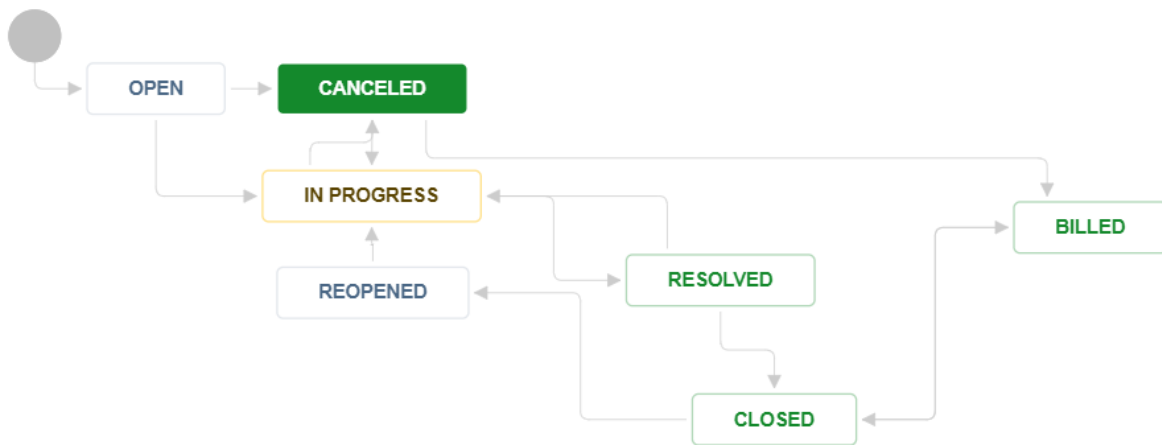 OPEN
CANCELED
IN PROGRESS
BILLED
RESOLVED
REOPENED
CLOSED